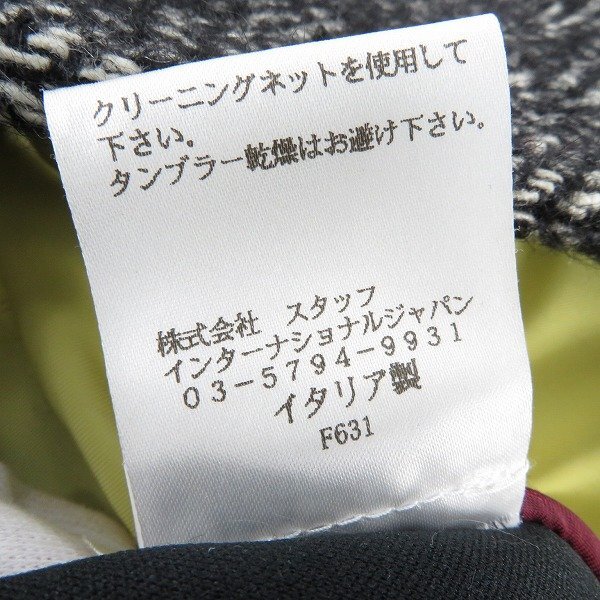 クリーニングネットを使用して
下さい。
タンブラー乾燥はお避け下さい。
株式会社 スタッフ
インターナショナルジャパン
03-5794-9931
イタリア製
F631